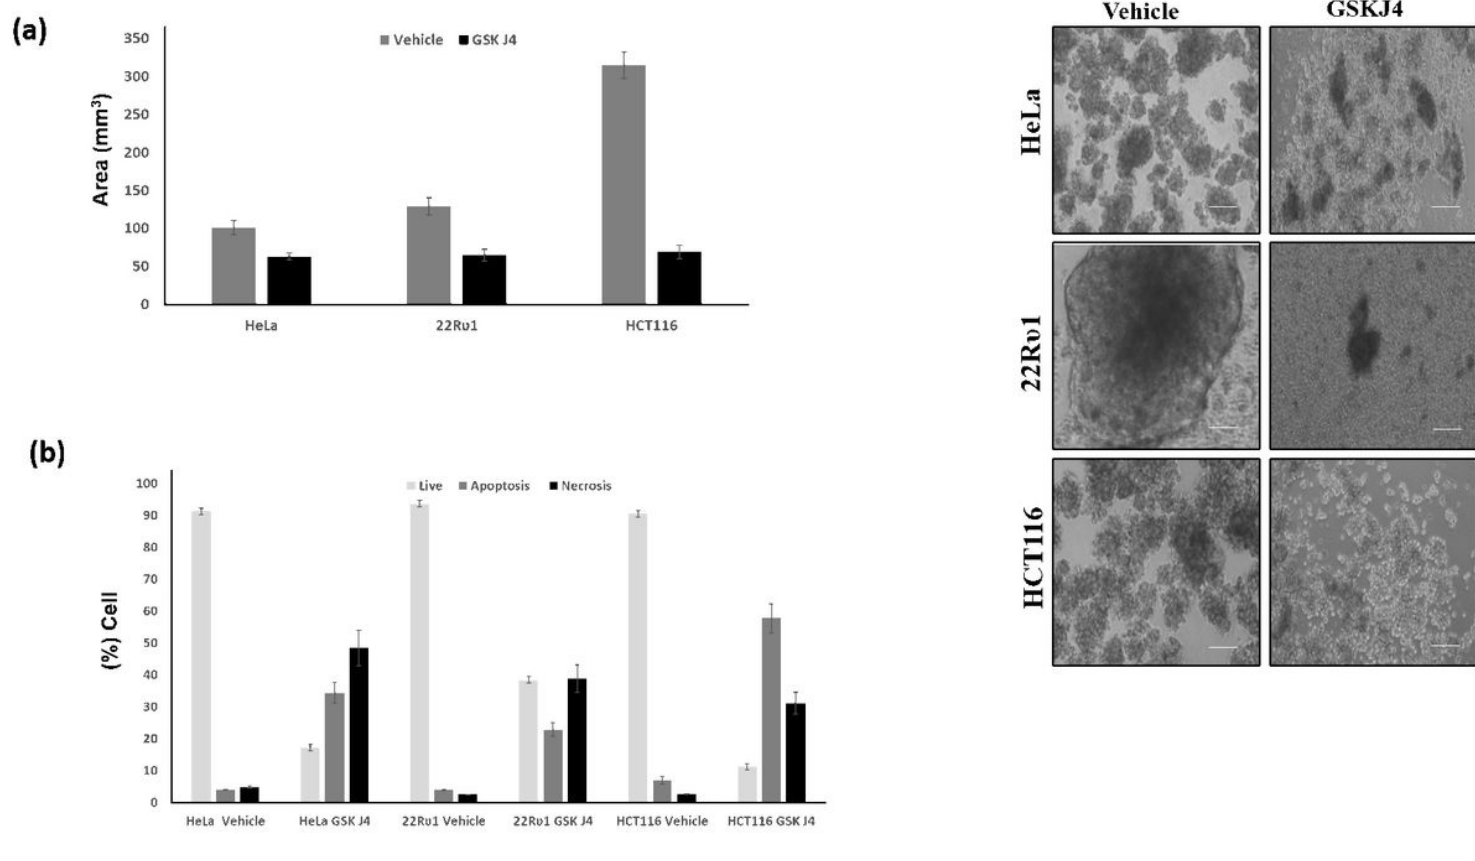 (a)
Area (mm³)
350
300
250
200
150
100
50
0
Vehicle GSK J4
HeLa 22Rυ1 HCT116
Vehicle GSKJ4
HeLa
22Rυ1
HCT116
(b)
(%) Cell
100
90
80
70
60
50
40
30
20
10
0
Live Apoptosis Necrosis
HeLa Vehicle HeLa GSK J4 22Rυ1 Vehicle 22Rυ1 GSK J4 HCT116 Vehicle HCT116 GSK J4